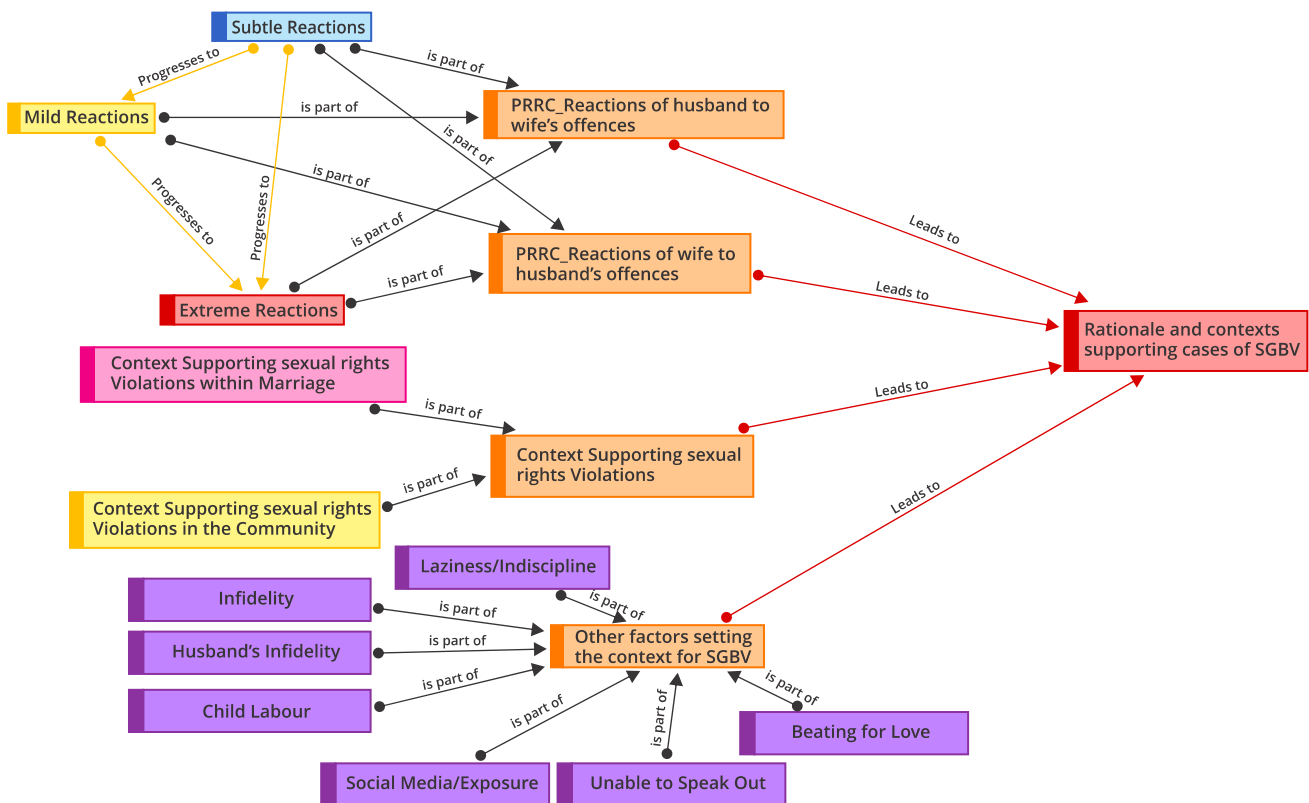 Subtle Reactions
Progresses to
is part of
Mild Reactions
is part of
PRRC_Reactions of husband to
wife's offences
is part of
is part of
Progresses to
Progresses to
is part of
Leads to
PRRC_Reactions of wife to
husband's offences
is part of
Leads to
Extreme Reactions
Rationale and contexts
supporting cases of SGBV
Context Supporting sexual rights
Violations within Marriage
Leads to
is part of
Context Supporting sexual
rights Violations
is part of
Leads to
Context Supporting sexual rights
Violations in the Community
Laziness/Indiscipline
is part of
Infidelity
is part of
Other factors setting
the context for SGBV
Husband's Infidelity
is part of
Child Labour
is part of
is part of
is part of
is part of
Beating for Love
Social Media/Exposure
Unable to Speak Out